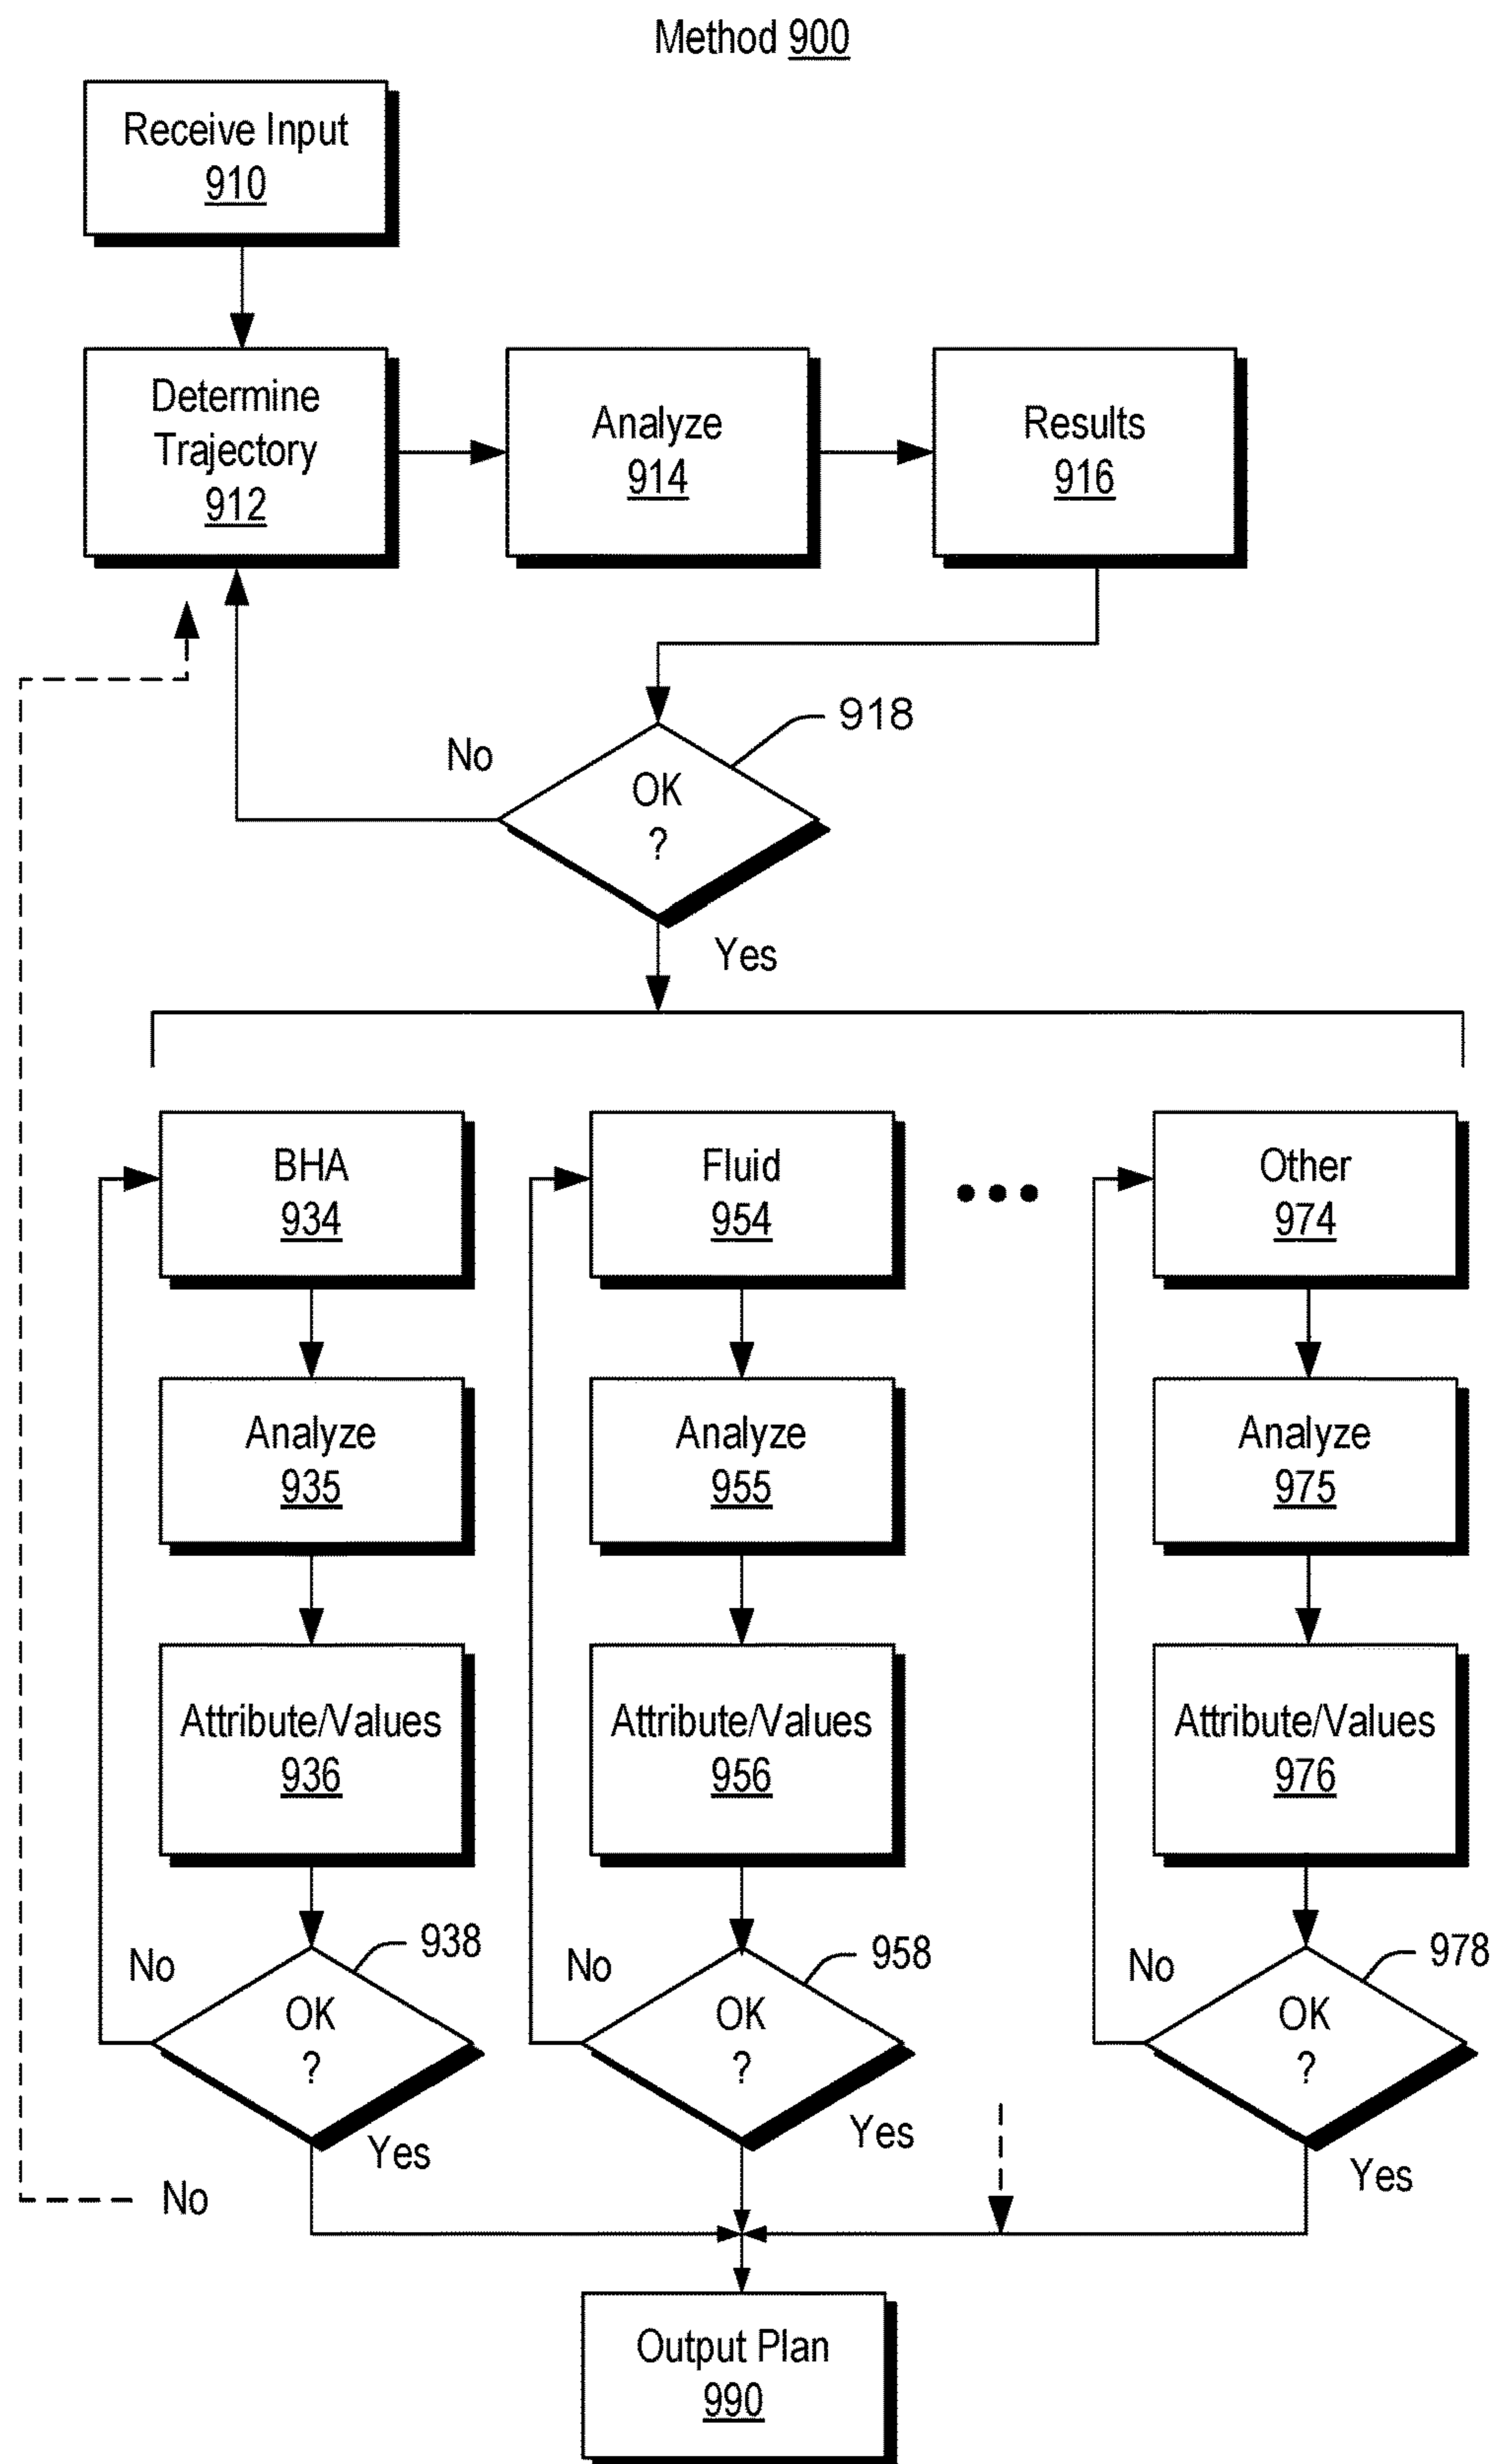 Method 900
Receive Input
910
Determine
Trajectory
912
Analyze
914
Results
916
918
No
OK
?
Yes
BHA
934
Fluid
954
Other
974
Analyze
935
Analyze
955
Analyze
975
Attribute/Values
936
Attribute/Values
956
Attribute/Values
976
938
No
OK
?
Yes
958
No
OK
?
Yes
978
No
OK
?
Yes
No
Output Plan
990